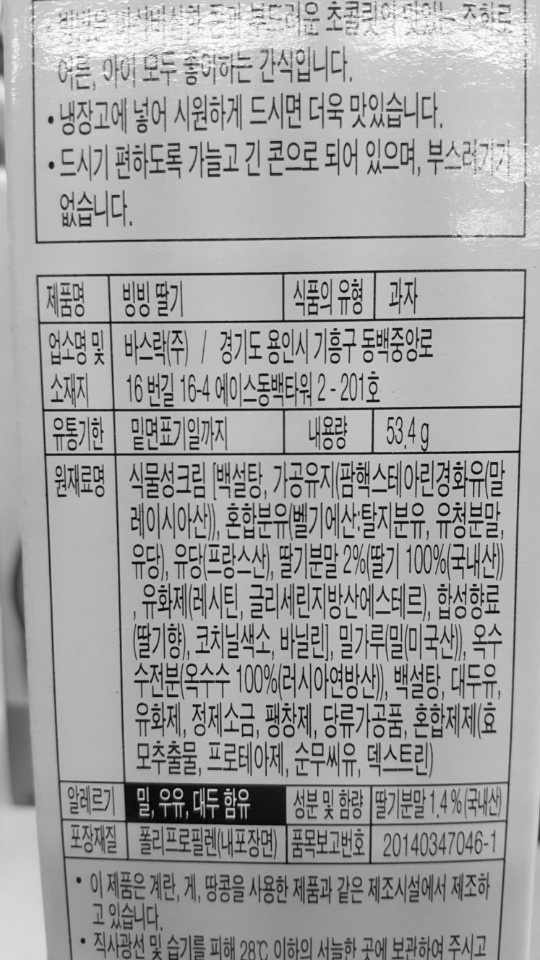 부드러운 초콜릿의 맛있는 조화로
어른, 아이 모두 좋아하는 간식입니다.
• 냉장고에 넣어 시원하게 드시면 더욱 맛있습니다.
• 드시기 편하도록 가늘고 긴 콘으로 되어 있으며, 부스러기가
없습니다.
제품명 빙빙 딸기 식품의 유형 과자
업소명 및 바스락(주) / 경기도 용인시 기흥구 동백중앙로
소재지 16 번길 16-4 에이스동백타워 2 - 201호
유통기한 밑면표기일까지 내용량 53.4 g
원재료명 식물성크림 [백설탕, 가공유지(팜핵스테아린경화유(말
레이시아산)), 혼합분유(벨기에산:탈지분유, 유청분말,
유당), 유당(프랑스산), 딸기분말 2%(딸기 100%(국내산))
, 유화제(레시틴, 글리세린지방산에스테르), 합성향료
(딸기향), 코치닐색소, 바닐린], 밀가루(밀(미국산)), 옥수
수전분(옥수수 100%(러시아연방산)), 백설탕, 대두유,
유화제, 정제소금, 팽창제, 당류가공품, 혼합제제(효
모추출물, 프로테아제, 순무씨유, 덱스트린)
알레르기 밀, 우유, 대두 함유 성분 및 함량 딸기분말 1.4 % (국내산)
포장재질 폴리프로필렌(내포장면) 품목보고번호 20140347046-1
• 이 제품은 계란, 게, 땅콩을 사용한 제품과 같은 제조시설에서 제조하
고 있습니다.
• 직사광선 및 습기를 피해 28℃ 이하의 서늘한 곳에 보관하여 주시고